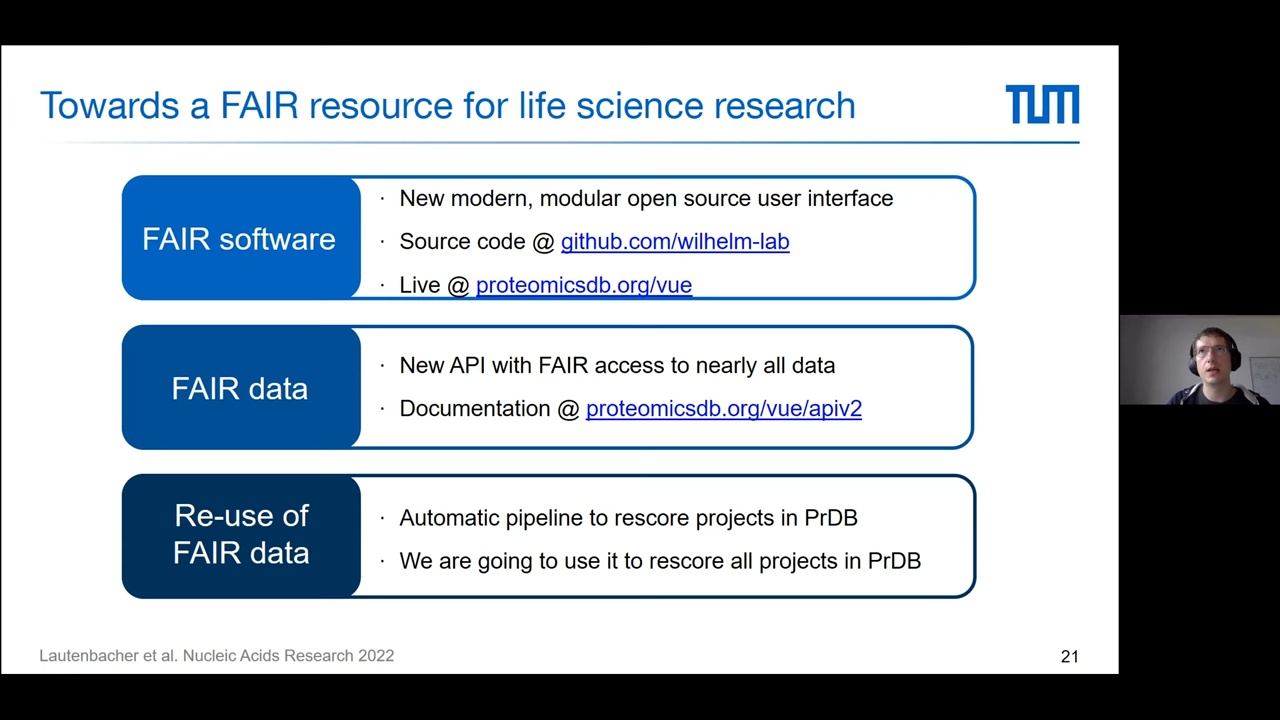 Towards a FAIR resource for life science research
TUM
FAIR software
· New modern, modular open source user interface
· Source code @ github.com/wilhelm-lab
· Live @ proteomicsdb.org/vue
FAIR data
· New API with FAIR access to nearly all data
· Documentation @ proteomicsdb.org/vue/apiv2
Re-use of
FAIR data
· Automatic pipeline to rescore projects in PrDB
· We are going to use it to rescore all projects in PrDB
Lautenbacher et al. Nucleic Acids Research 2022
21